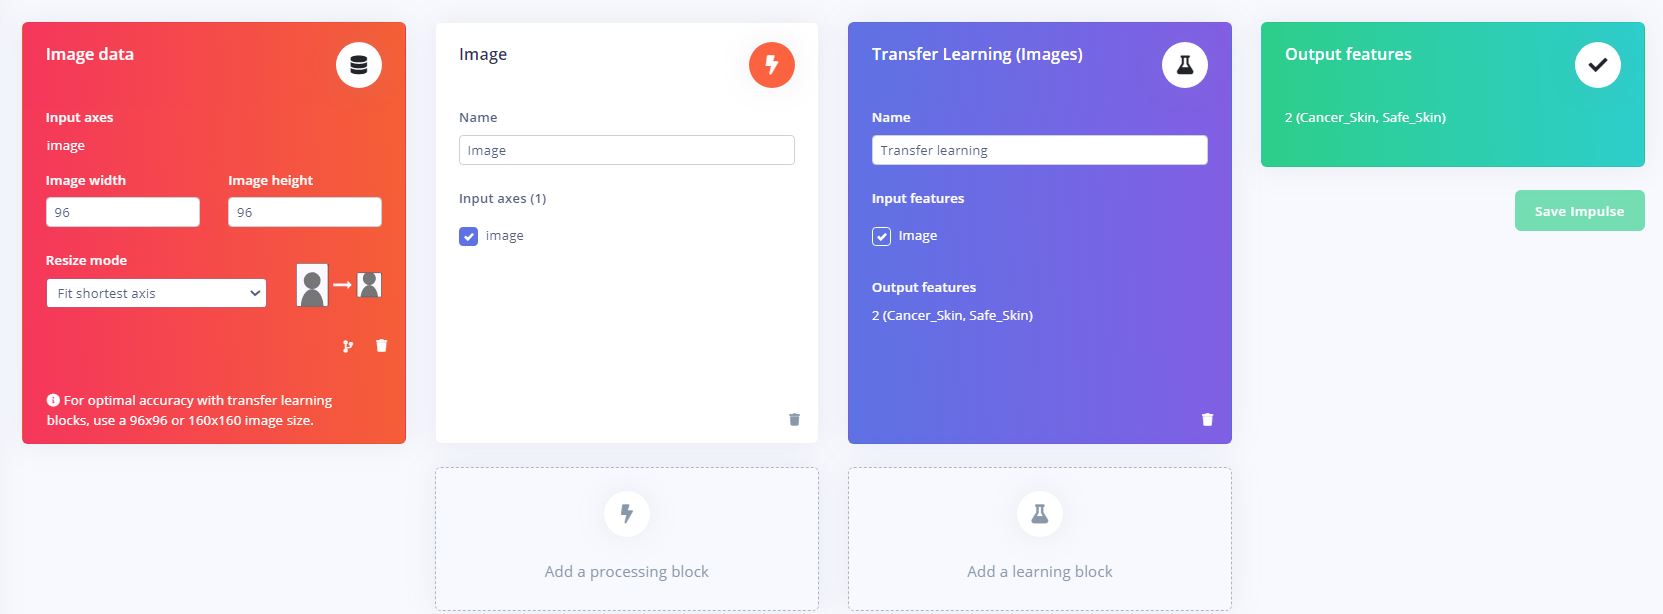 Image data
Input axes
image
Image width
Image height
96
96
Resize mode
Fit shortest axis
For optimal accuracy with transfer learning
blocks, use a 96x96 or 160x160 image size.
Image
Name
Image
Input axes (1)
image
Add a processing block
Transfer Learning (Images)
Name
Transfer learning
Input features
Image
Output features
2 (Cancer_Skin, Safe_Skin)
Add a learning block
Output features
2 (Cancer_Skin, Safe_Skin)
Save Impulse